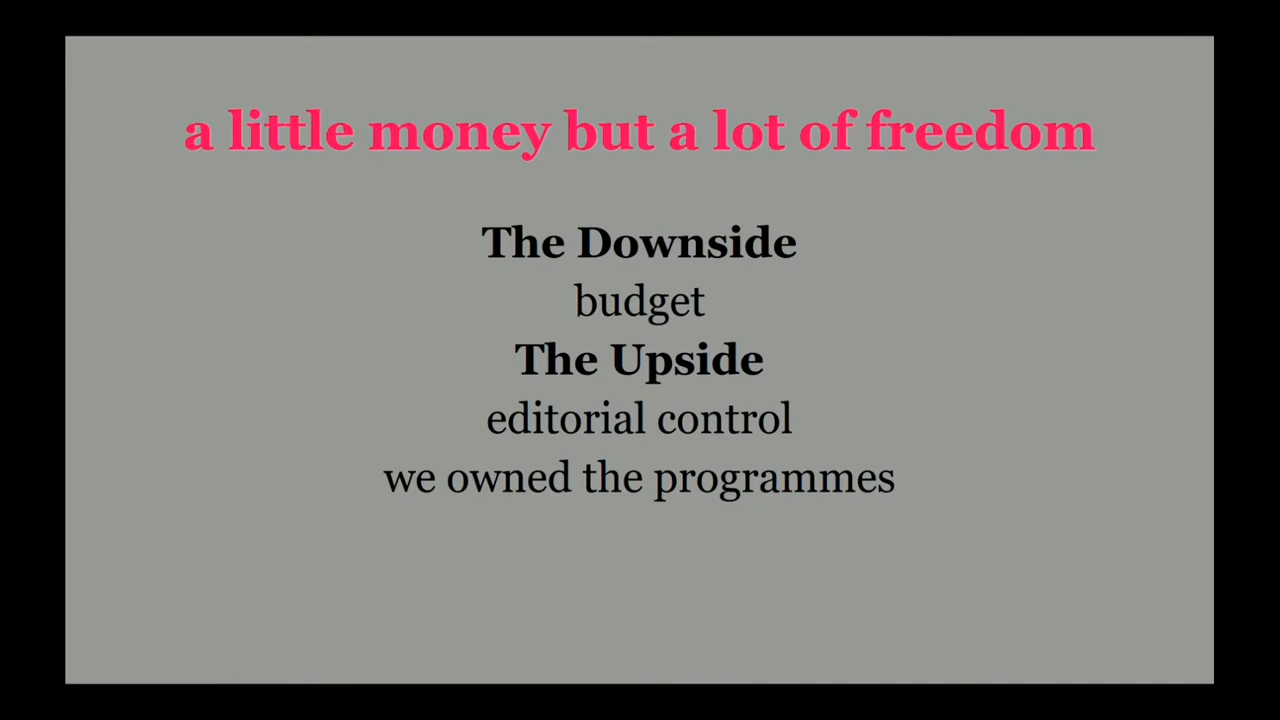 a little money but a lot of freedom
The Downside
budget
The Upside
editorial control
we owned the programmes